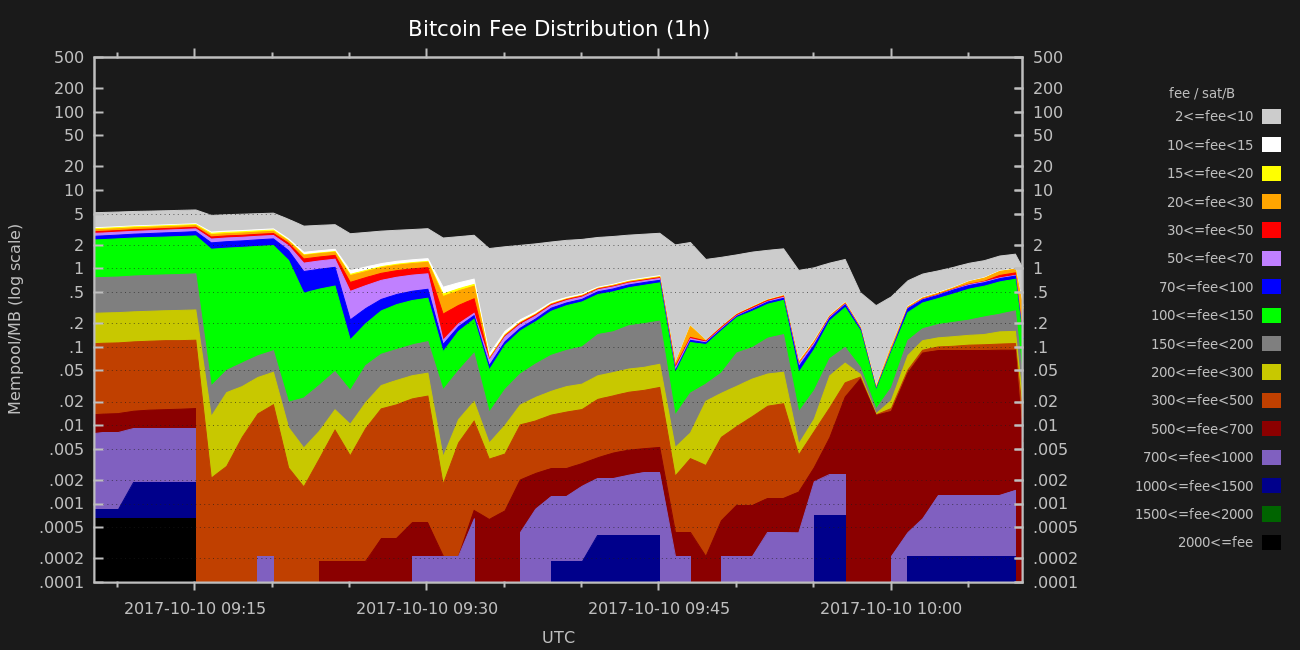 Bitcoin Fee Distribution (1h)
500 500
200 200
100 100
50 50
20 20
10 10
5 5
2 2
1 1
.5 .5
.2 .2
.1 .1
.05 .05
.02 .02
.01 .01
.005 .005
.002 .002
.001 .001
.0005 .0005
.0002 .0002
.0001 .0001
Mempool/MB (log scale)
2017-10-10 09:15 2017-10-10 09:30 2017-10-10 09:45 2017-10-10 10:00
UTC
fee / sat/B
2<=fee<10
10<=fee<15
15<=fee<20
20<=fee<30
30<=fee<50
50<=fee<70
70<=fee<100
100<=fee<150
150<=fee<200
200<=fee<300
300<=fee<500
500<=fee<700
700<=fee<1000
1000<=fee<1500
1500<=fee<2000
2000<=fee